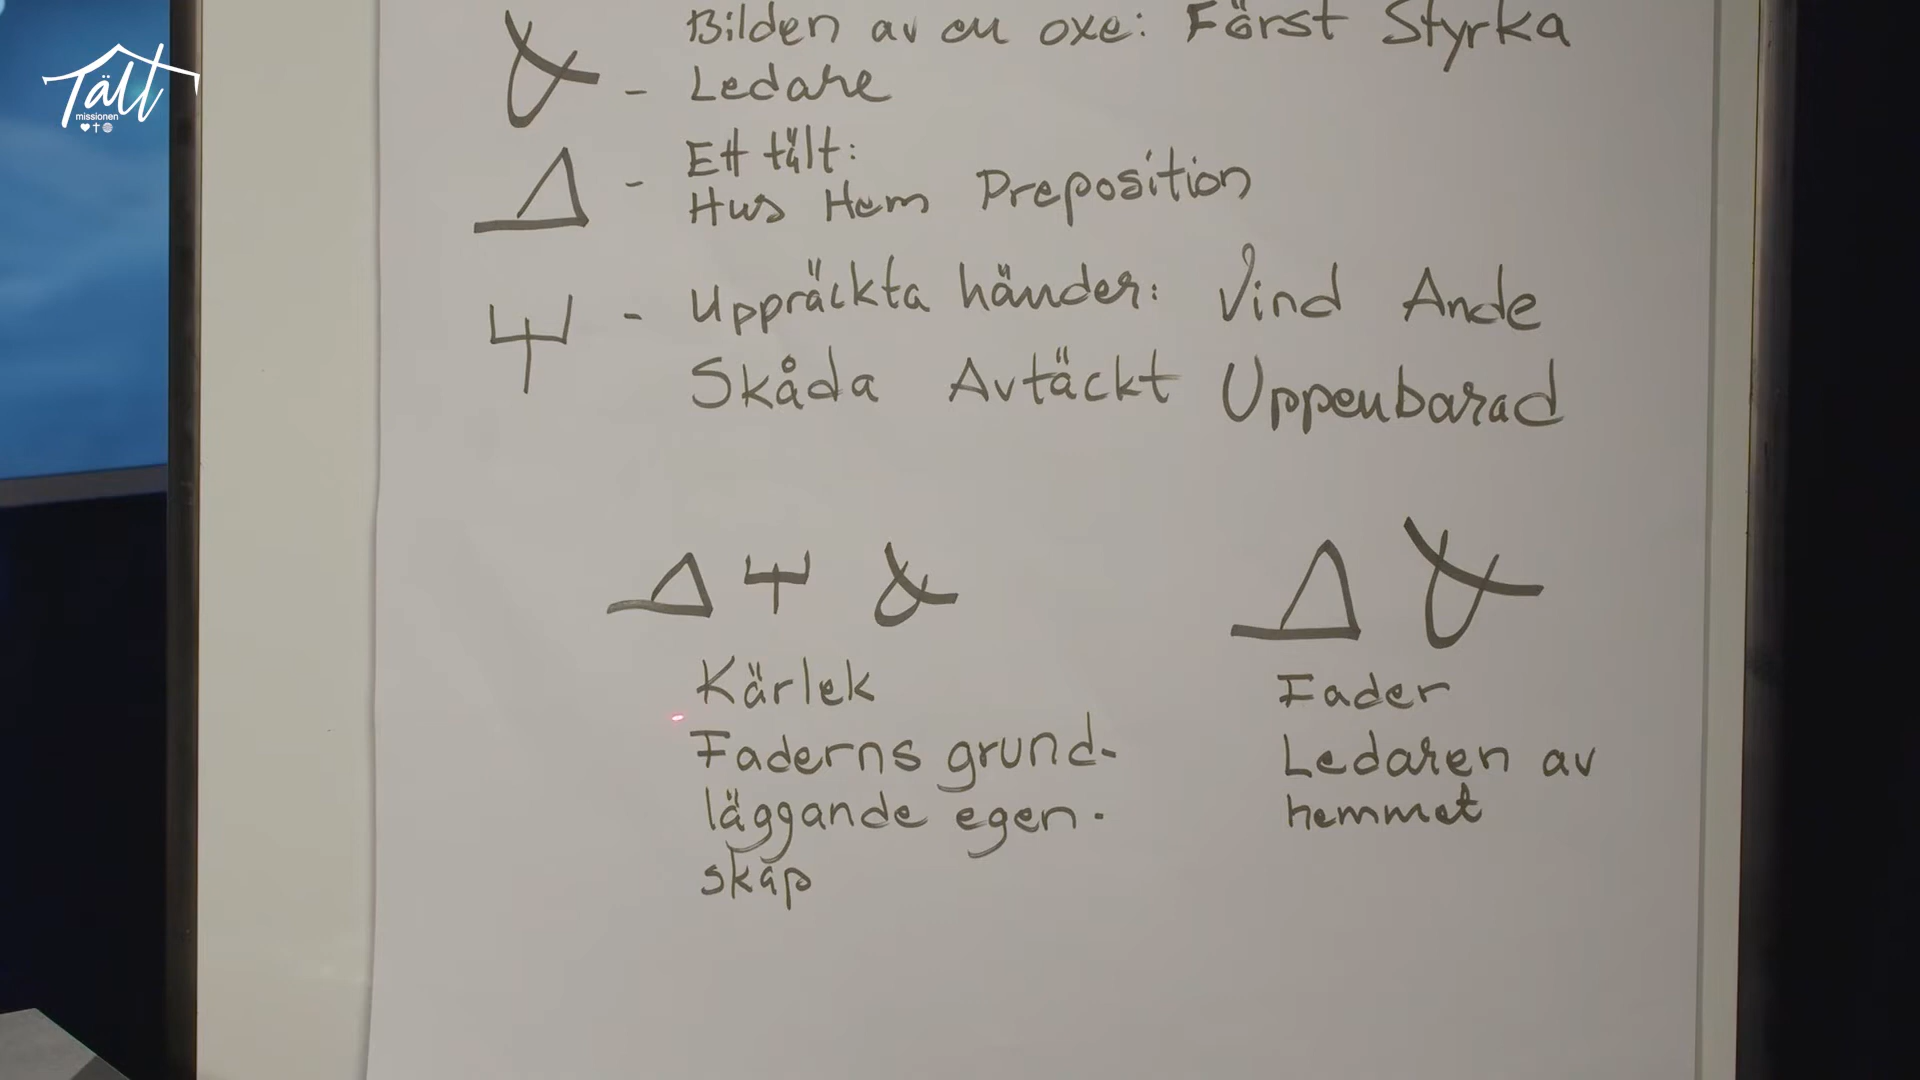 Tält
missionen
Bilden av en oxe: Först Styrka
- Ledare
- Ett tält:
Hus Hem Preposition
- Uppräckta händer: Vind Ande
Skåda Avtäckt Uppenbarad
Kärlek
Faderns grund-
läggande egen-
skap
Fader
Ledaren av
hemmet